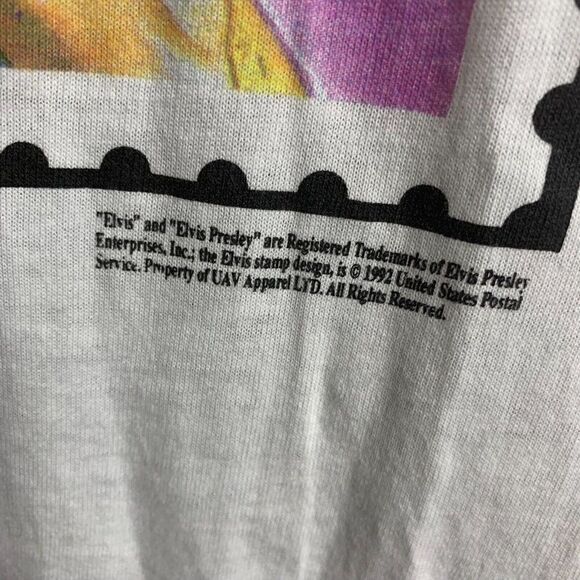 "Elvis" and "Elvis Presley" are Registered Trademarks of Elvis Presley
Enterprises, Inc.; the Elvis stamp design, is © 1992 United States Postal
Service. Property of UAV Apparel LTD. All Rights Reserved.